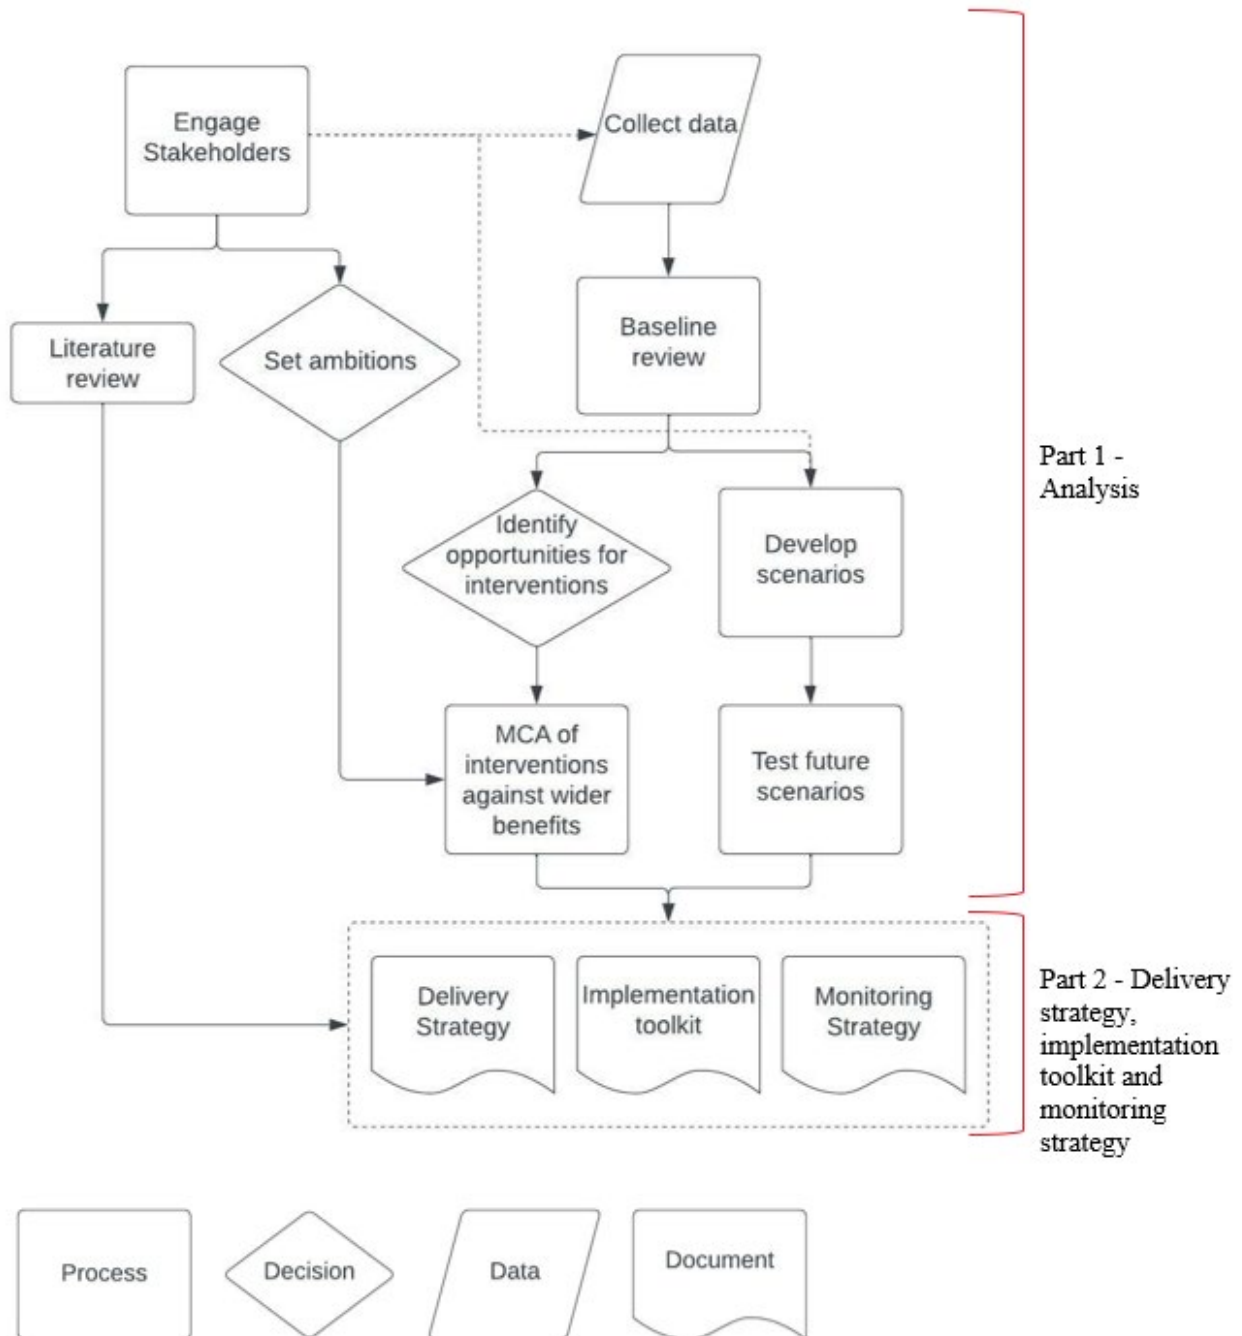 Engage
Stakeholders
Collect data
Literature
review
Set ambitions
Baseline
review
Identify
opportunities for
interventions
Develop
scenarios
MCA of
interventions
against wider
benefits
Test future
scenarios
Part 1 -
Analysis
Delivery
Strategy
Implementation
toolkit
Monitoring
Strategy
Part 2 - Delivery
strategy,
implementation
toolkit and
monitoring
strategy
Process
Decision
Data
Document